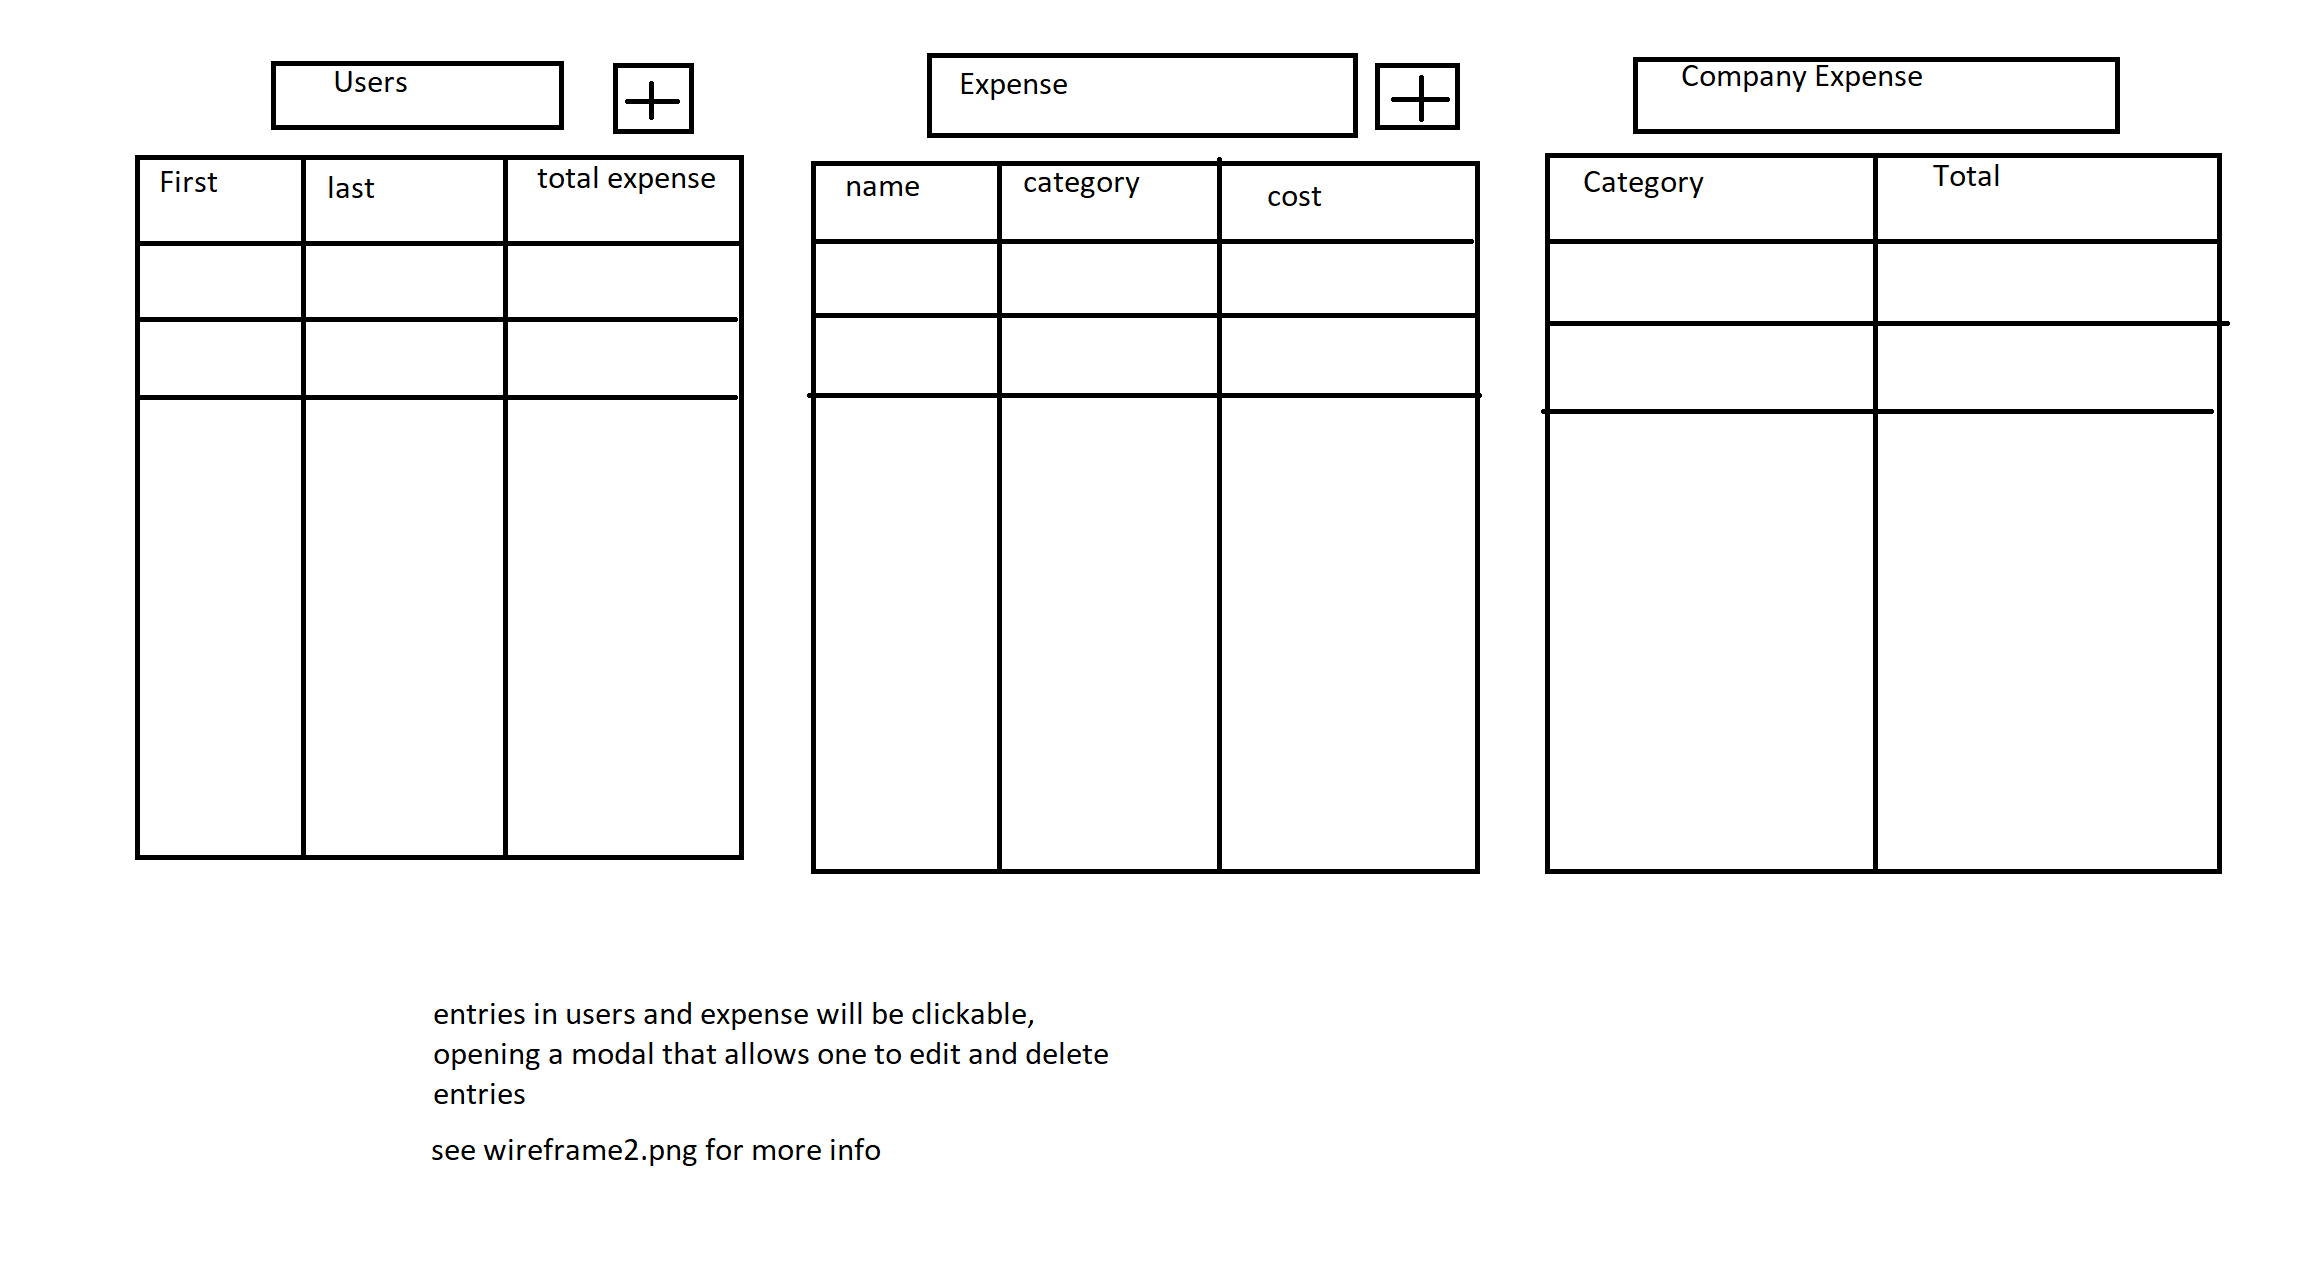 Users
Expense
Company Expense
First
last
total expense
name
category
cost
Category
Total
entries in users and expense will be clickable,
opening a modal that allows one to edit and delete
entries
see wireframe2.png for more info